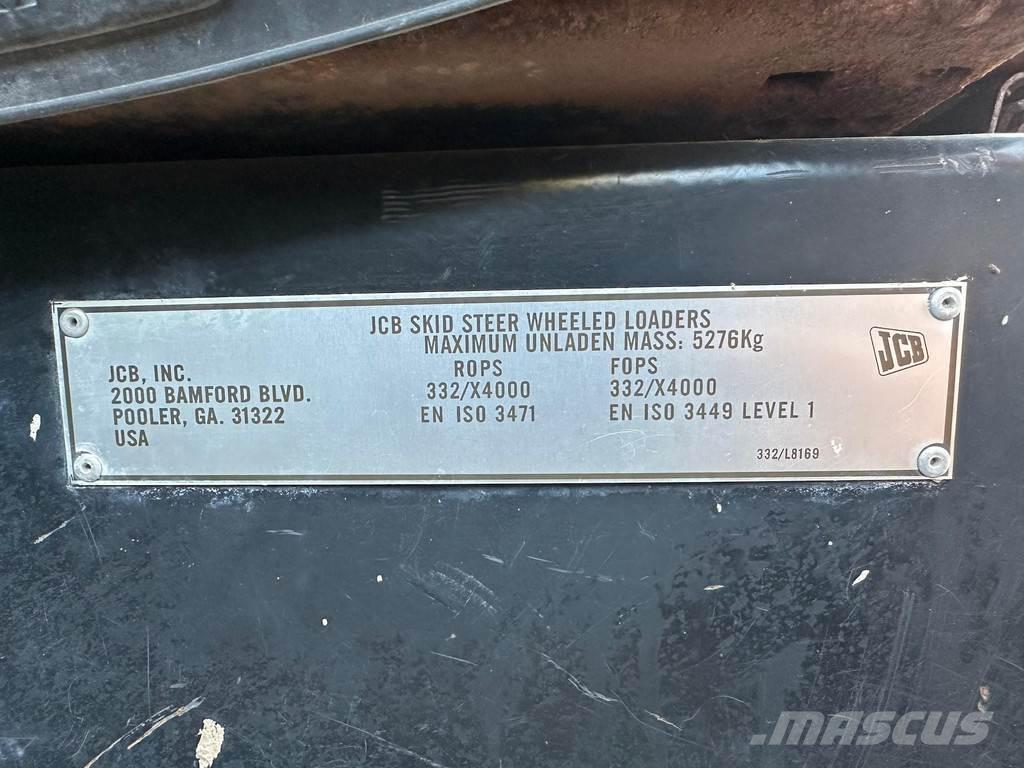 JCB SKID STEER WHEELED LOADERS
MAXIMUM UNLADEN MASS: 5276Kg
JCB
JCB, INC.
2000 BAMFORD BLVD.
POOLER, GA. 31322
USA
ROPS
332/X4000
EN ISO 3471
FOPS
332/X4000
EN ISO 3449 LEVEL 1
332/L8169
MASCUS